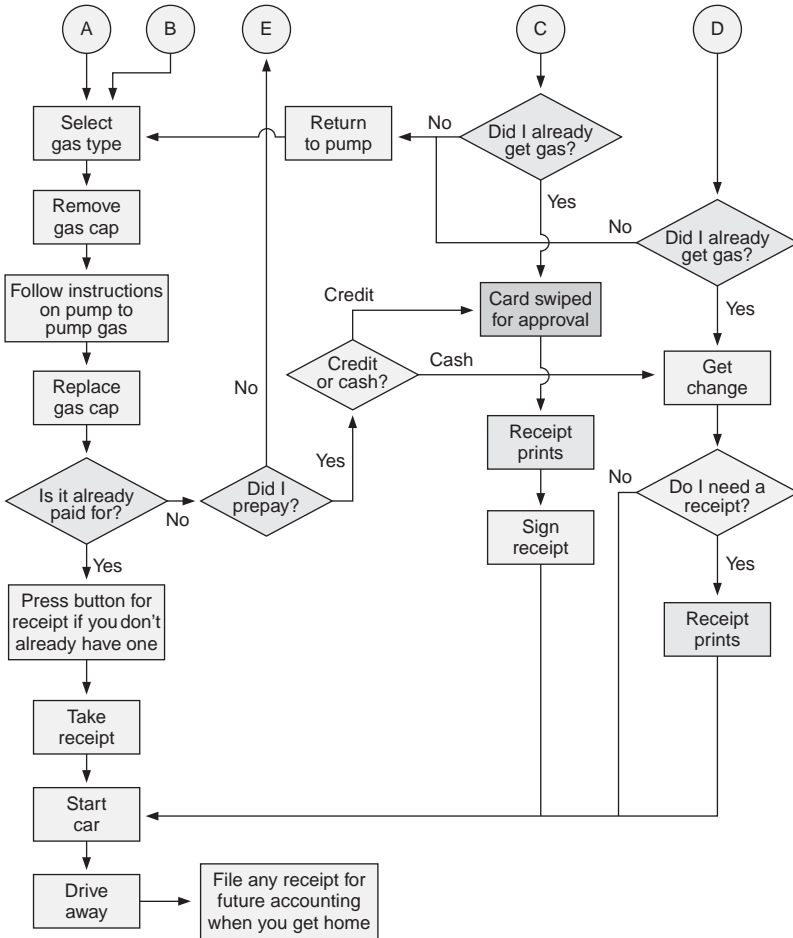 A
B
E
C
D
Select
gas type
Return
to pump
No
Did I already
get gas?
Yes
Remove
gas cap
No
Did I already
get gas?
Yes
Follow instructions
on pump to
pump gas
Credit
Card swiped
for approval
Credit
or cash?
Cash
Get
change
Replace
gas cap
No
Yes
Receipt
prints
No
Do I need a
receipt?
Yes
Is it already
paid for?
No
Did I
prepay?
Sign
receipt
Yes
Press button for
receipt if you don't
already have one
Receipt
prints
Take
receipt
Start
car
Drive
away
File any receipt for
future accounting
when you get home